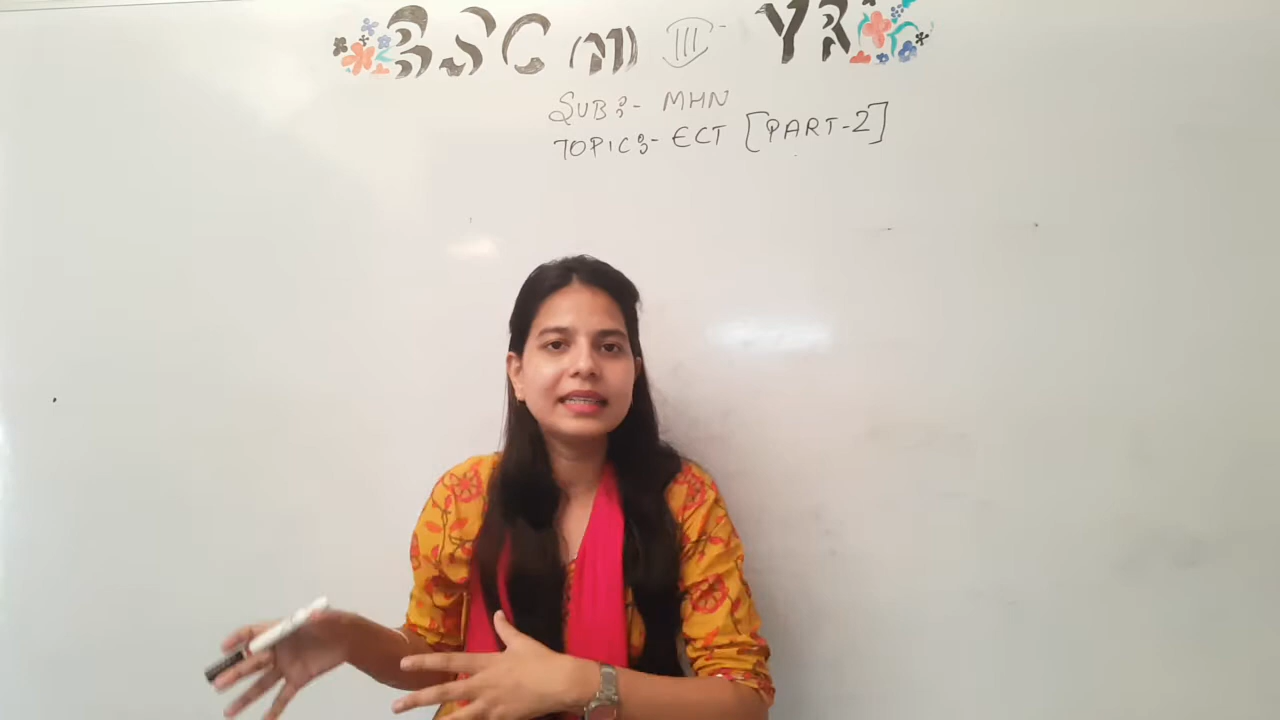 BSC (N) III YR
SUB:- MHN
TOPIC:- ECT [PART-2]